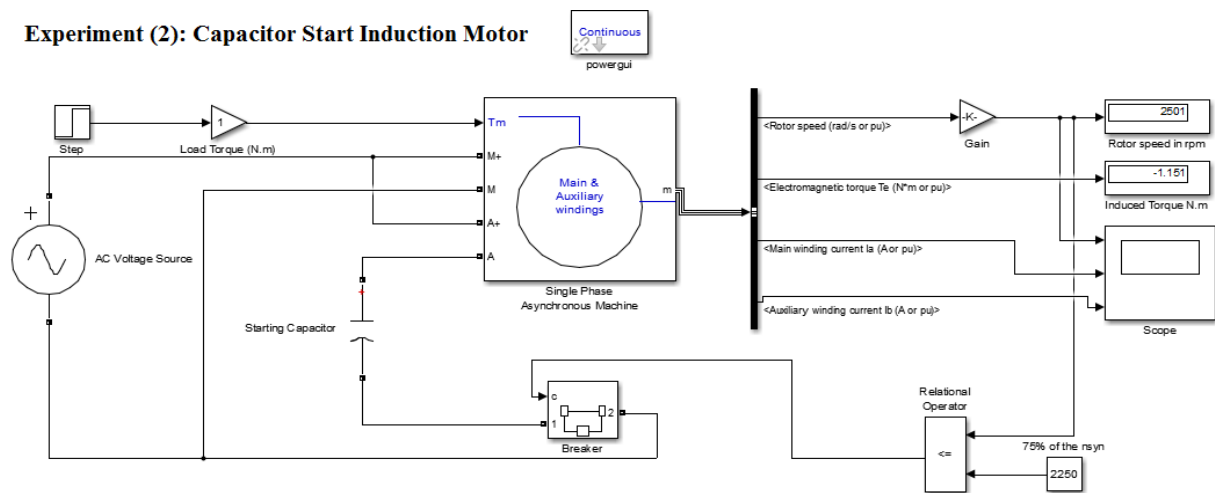 Experiment (2): Capacitor Start Induction Motor
Continuous
powergui
Step
1
Load Torque (N.m)
Tm
M+
M
A+
A
Main &
Auxiliary
windings
m
Single Phase
Asynchronous Machine
<Rotor speed (rad/s or pu)>
-K-
Gain
2501
Rotor speed in rpm
<Electromagnetic torque Te (N*m or pu)>
-1.151
Induced Torque N.m
<Main winding current Ia (A or pu)>
<Auxiliary winding current Ib (A or pu)>
Scope
+
AC Voltage Source
+
Starting Capacitor
c
1
2
Breaker
Relational
Operator
<=
75% of the nsyn
2250